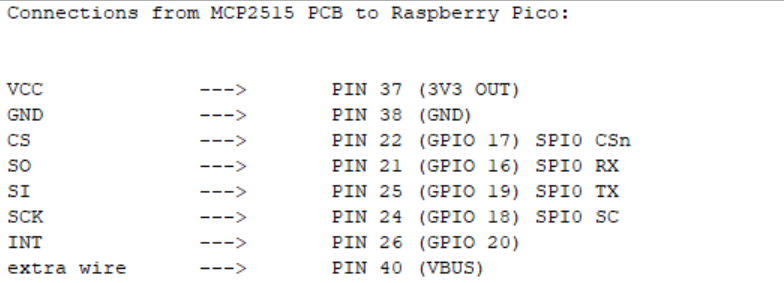 Connections from MCP2515 PCB to Raspberry Pico:
VCC ---> PIN 37 (3V3 OUT)
GND ---> PIN 38 (GND)
CS ---> PIN 22 (GPIO 17) SPI0 CSn
SO ---> PIN 21 (GPIO 16) SPI0 RX
SI ---> PIN 25 (GPIO 19) SPI0 TX
SCK ---> PIN 24 (GPIO 18) SPI0 SC
INT ---> PIN 26 (GPIO 20)
extra wire ---> PIN 40 (VBUS)